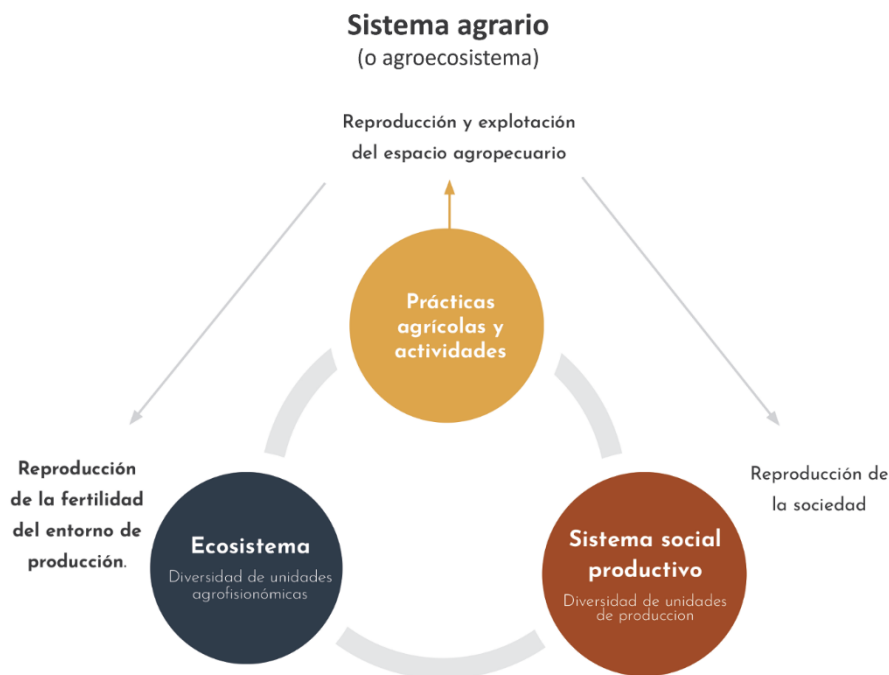 Sistema agrario
(o agroecosistema)
Reproducción y explotación
del espacio agropecuario
Prácticas
agrícolas y
actividades
Reproducción
de la fertilidad
del entorno de
producción.
Ecosistema
Diversidad de unidades
agrofisionómicas
Sistema social
productivo
Diversidad de unidades
de produccion
Reproducción de
la sociedad